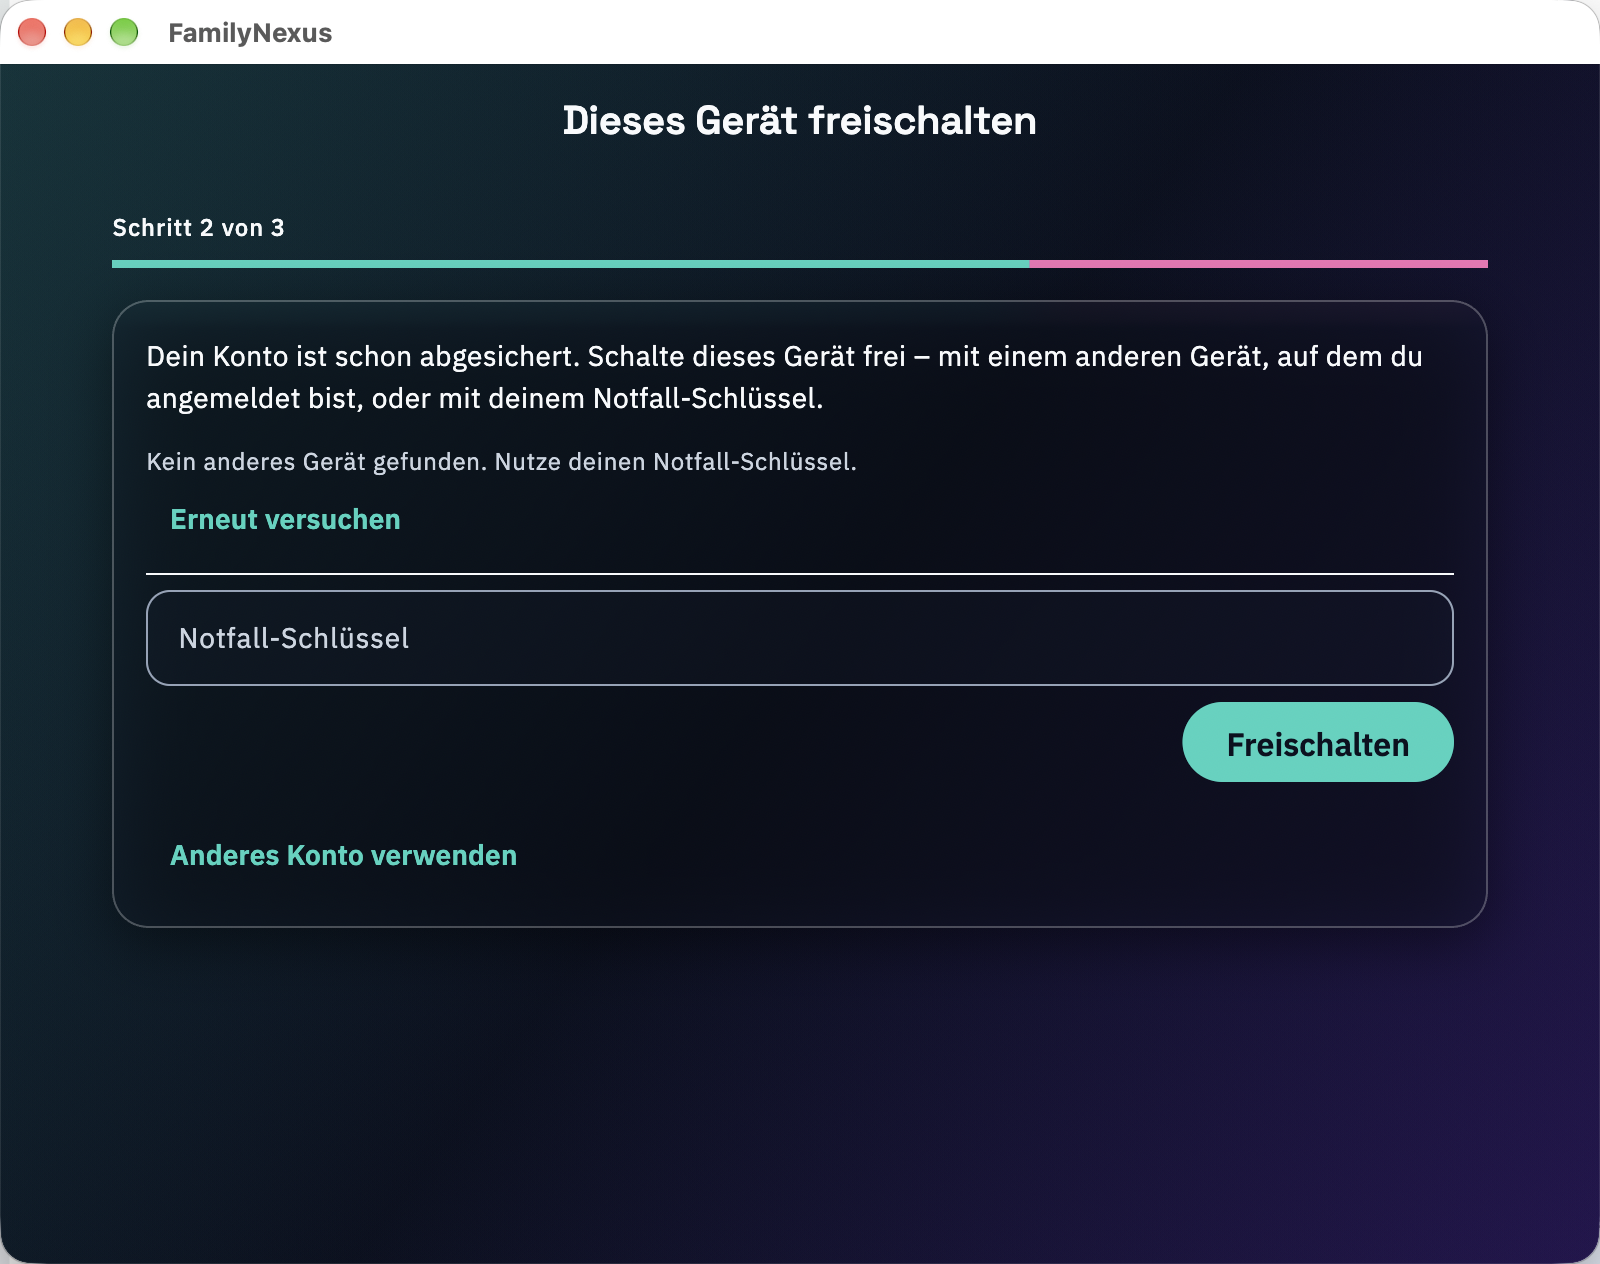 FamilyNexus
Dieses Gerät freischalten
Schritt 2 von 3
Dein Konto ist schon abgesichert. Schalte dieses Gerät frei – mit einem anderen Gerät, auf dem du
angemeldet bist, oder mit deinem Notfall-Schlüssel.
Kein anderes Gerät gefunden. Nutze deinen Notfall-Schlüssel.
Erneut versuchen
Notfall-Schlüssel
Freischalten
Anderes Konto verwenden